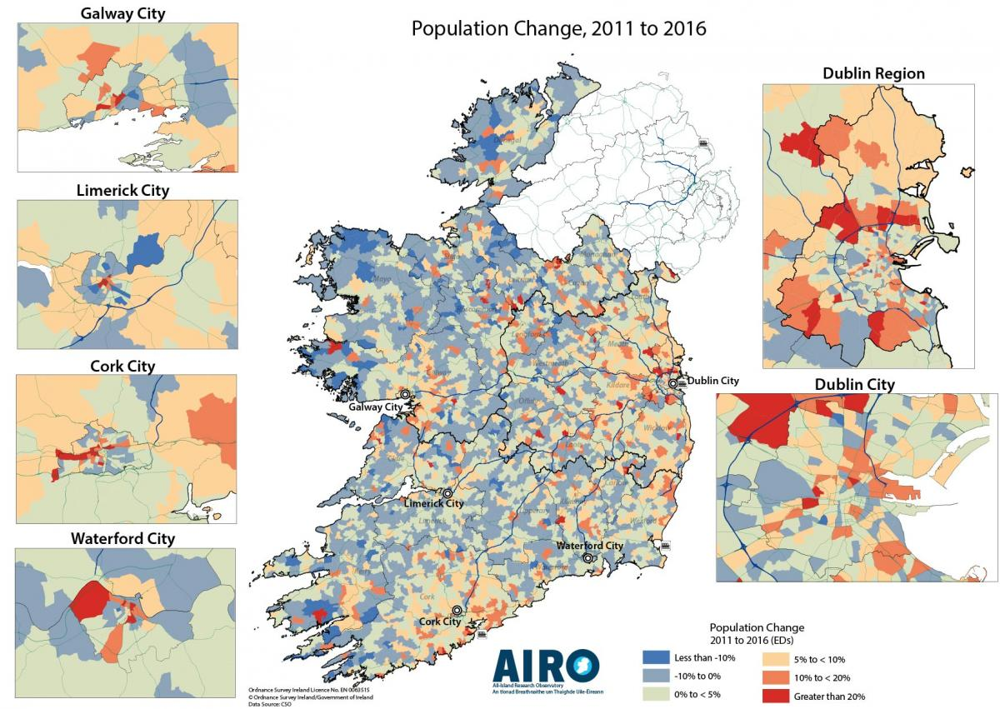 Galway City
Population Change, 2011 to 2016
Dublin Region
Limerick City
Cork City
Waterford City
Donegal
Sligo
Mayo
Leitrim
Cavan
Monaghan
Louth
Roscommon
Longford
Meath
Westmeath
Galway
Offaly
Kildare
Wicklow
Laois
Clare
Carlow
Kilkenny
Tipperary
Limerick
Wexford
Waterford
Kerry
Cork
Dublin City
Galway City
Limerick City
Waterford City
Cork City
Dublin City
Population Change
2011 to 2016 (EDs)
Less than -10%
-10% to 0%
0% to < 5%
5% to < 10%
10% to < 20%
Greater than 20%
AIRO
All-Island Research Observatory
An tIonad Breathnaithe um Thaighde Uile-Éireann
Ordnance Survey Ireland Licence No. EN 0063515
© Ordnance Survey Ireland/Government of Ireland
Data Source: CSO